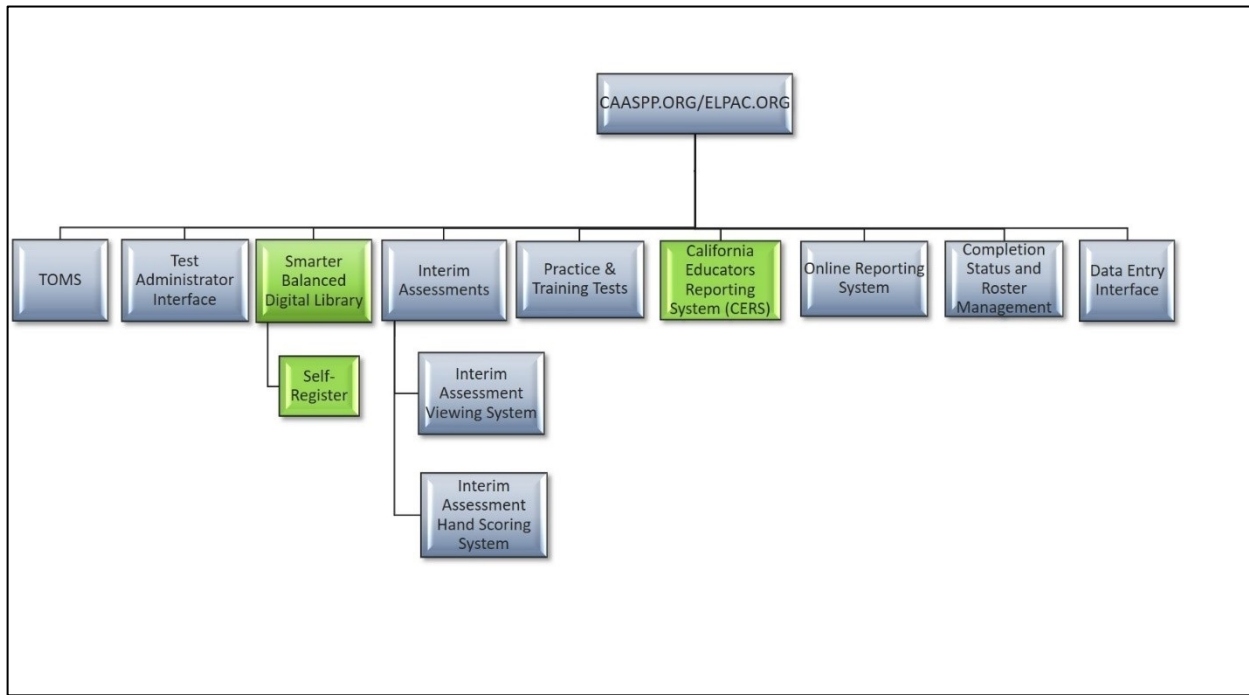 CAASPP.ORG/ELPAC.ORG
TOMS
Test
Administrator
Interface
Smarter
Balanced
Digital Library
Interim
Assessments
Practice &
Training Tests
California
Educators
Reporting
System (CERS)
Online Reporting
System
Completion
Status and
Roster
Management
Data Entry
Interface
Self-
Register
Interim
Assessment
Viewing System
Interim
Assessment
Hand Scoring
System